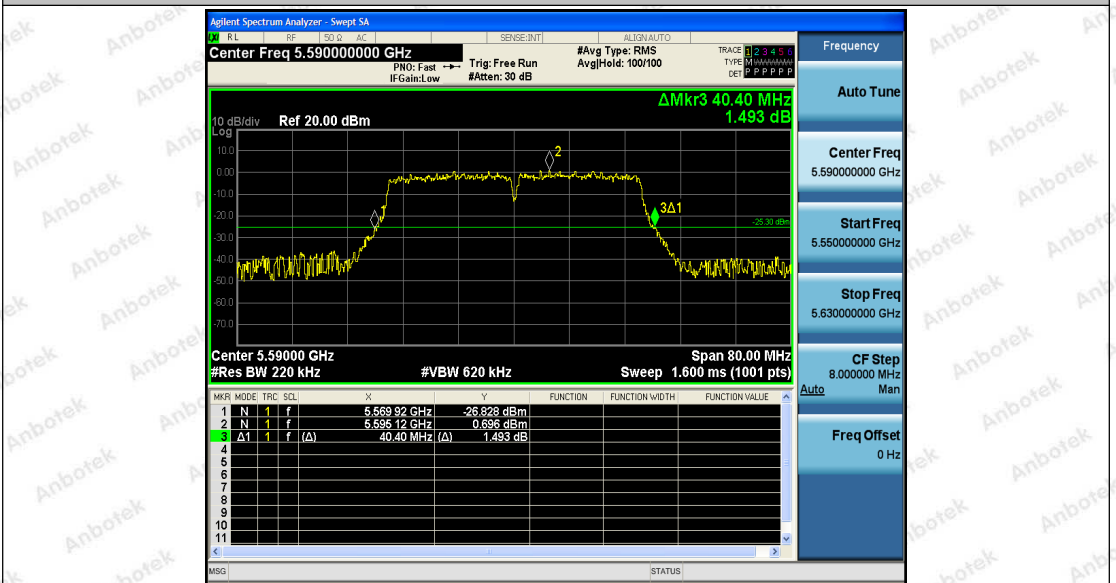 Agilent Spectrum Analyzer - Swept SA
LXI RL RF 50 Ω AC SENSE:INT ALIGNAUTO
Center Freq 5.590000000 GHz
PNO: Fast
IFGain:Low
Trig: Free Run
#Atten: 30 dB
#Avg Type: RMS
Avg|Hold: 100/100
TRACE 1 2 3 4 5 6
TYPE M
DET P P P P P P
ΔMkr3 40.40 MHz
1.493 dB
10 dB/div Ref 20.00 dBm
Log
10.0
0.00
-10.0
-20.0
-30.0
-40.0
-50.0
-60.0
-70.0
2
3Δ1
-25.30 dBm
Center 5.59000 GHz Span 80.00 MHz
#Res BW 220 kHz #VBW 620 kHz Sweep 1.600 ms (1001 pts)
MKR MODE TRC SCL X Y FUNCTION FUNCTION WIDTH FUNCTION VALUE
1 N 1 f 5.569 92 GHz -26.828 dBm
2 N 1 f 5.595 12 GHz 0.696 dBm
3 Δ1 1 f (Δ) 40.40 MHz (Δ) 1.493 dB
4
5
6
7
8
9
10
11
MSG STATUS
Frequency
Auto Tune
Center Freq
5.590000000 GHz
Start Freq
5.550000000 GHz
Stop Freq
5.630000000 GHz
CF Step
8.000000 MHz
Auto Man
Freq Offset
0 Hz
Anbotek